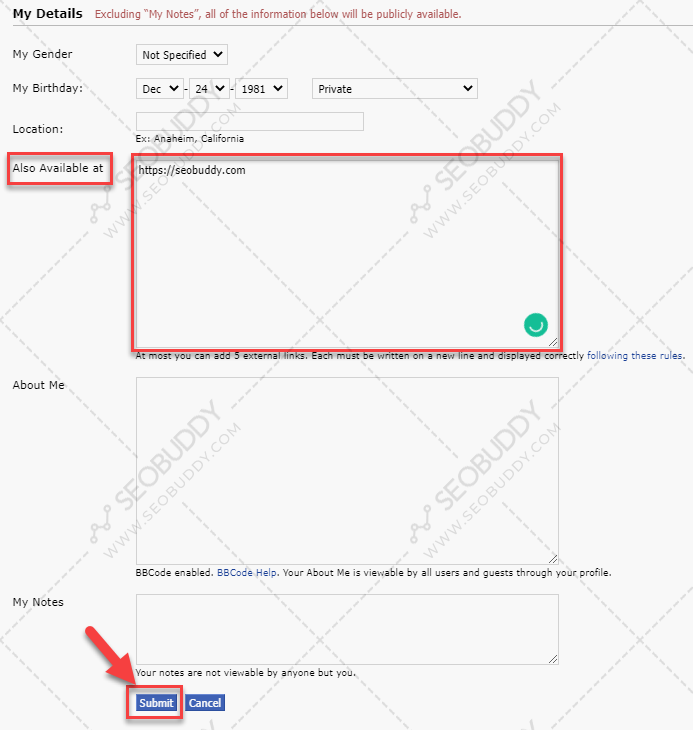 My Details Excluding “My Notes”, all of the information below will be publicly available.
My Gender Not Specified
My Birthday: Dec - 24 - 1981 Private
Location:
Ex: Anaheim, California
Also Available at https://seobuddy.com
At most you can add 5 external links. Each must be written on a new line and displayed correctly following these rules.
About Me
BBCode enabled. BBCode Help. Your About Me is viewable by all users and guests through your profile.
My Notes
Your notes are not viewable by anyone but you.
Submit Cancel
SEOBUDDY
WWW.SEOBUDDY.COM
SEOBUDDY
WWW.SEOBUDDY.COM
SEOBUDDY
WWW.SEOBUDDY.COM
SEOBUDDY
WWW.SEOBUDDY.COM